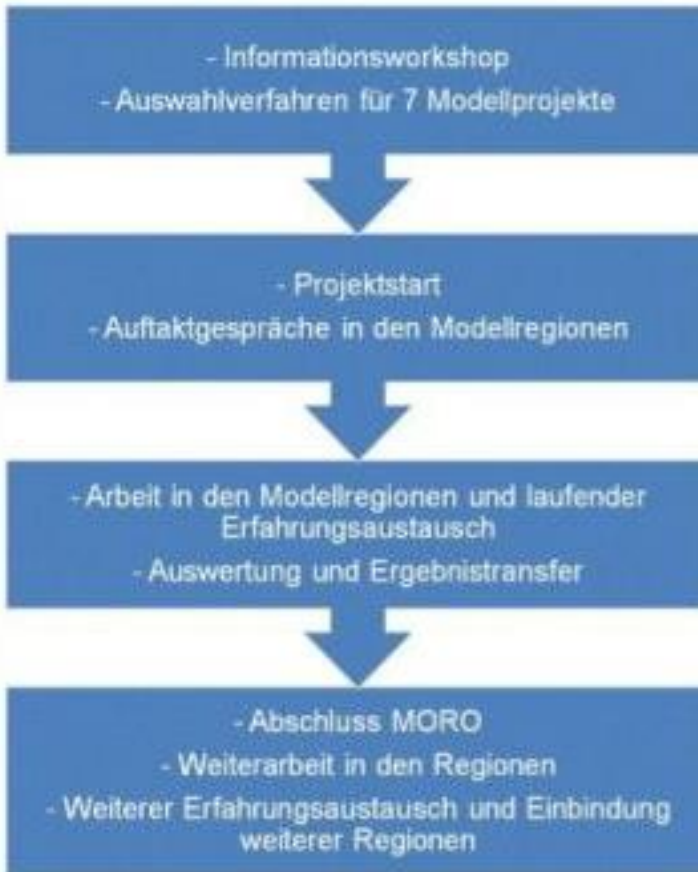 - Informationsworkshop
- Auswahlverfahren für 7 Modellprojekte
- Projektstart
- Auftaktgespräche in den Modellregionen
- Arbeit in den Modellregionen und laufender
Erfahrungsaustausch
- Auswertung und Ergebnistransfer
- Abschluss MORO
- Weiterarbeit in den Regionen
- Weiterer Erfahrungsaustausch und Einbindung
weiterer Regionen